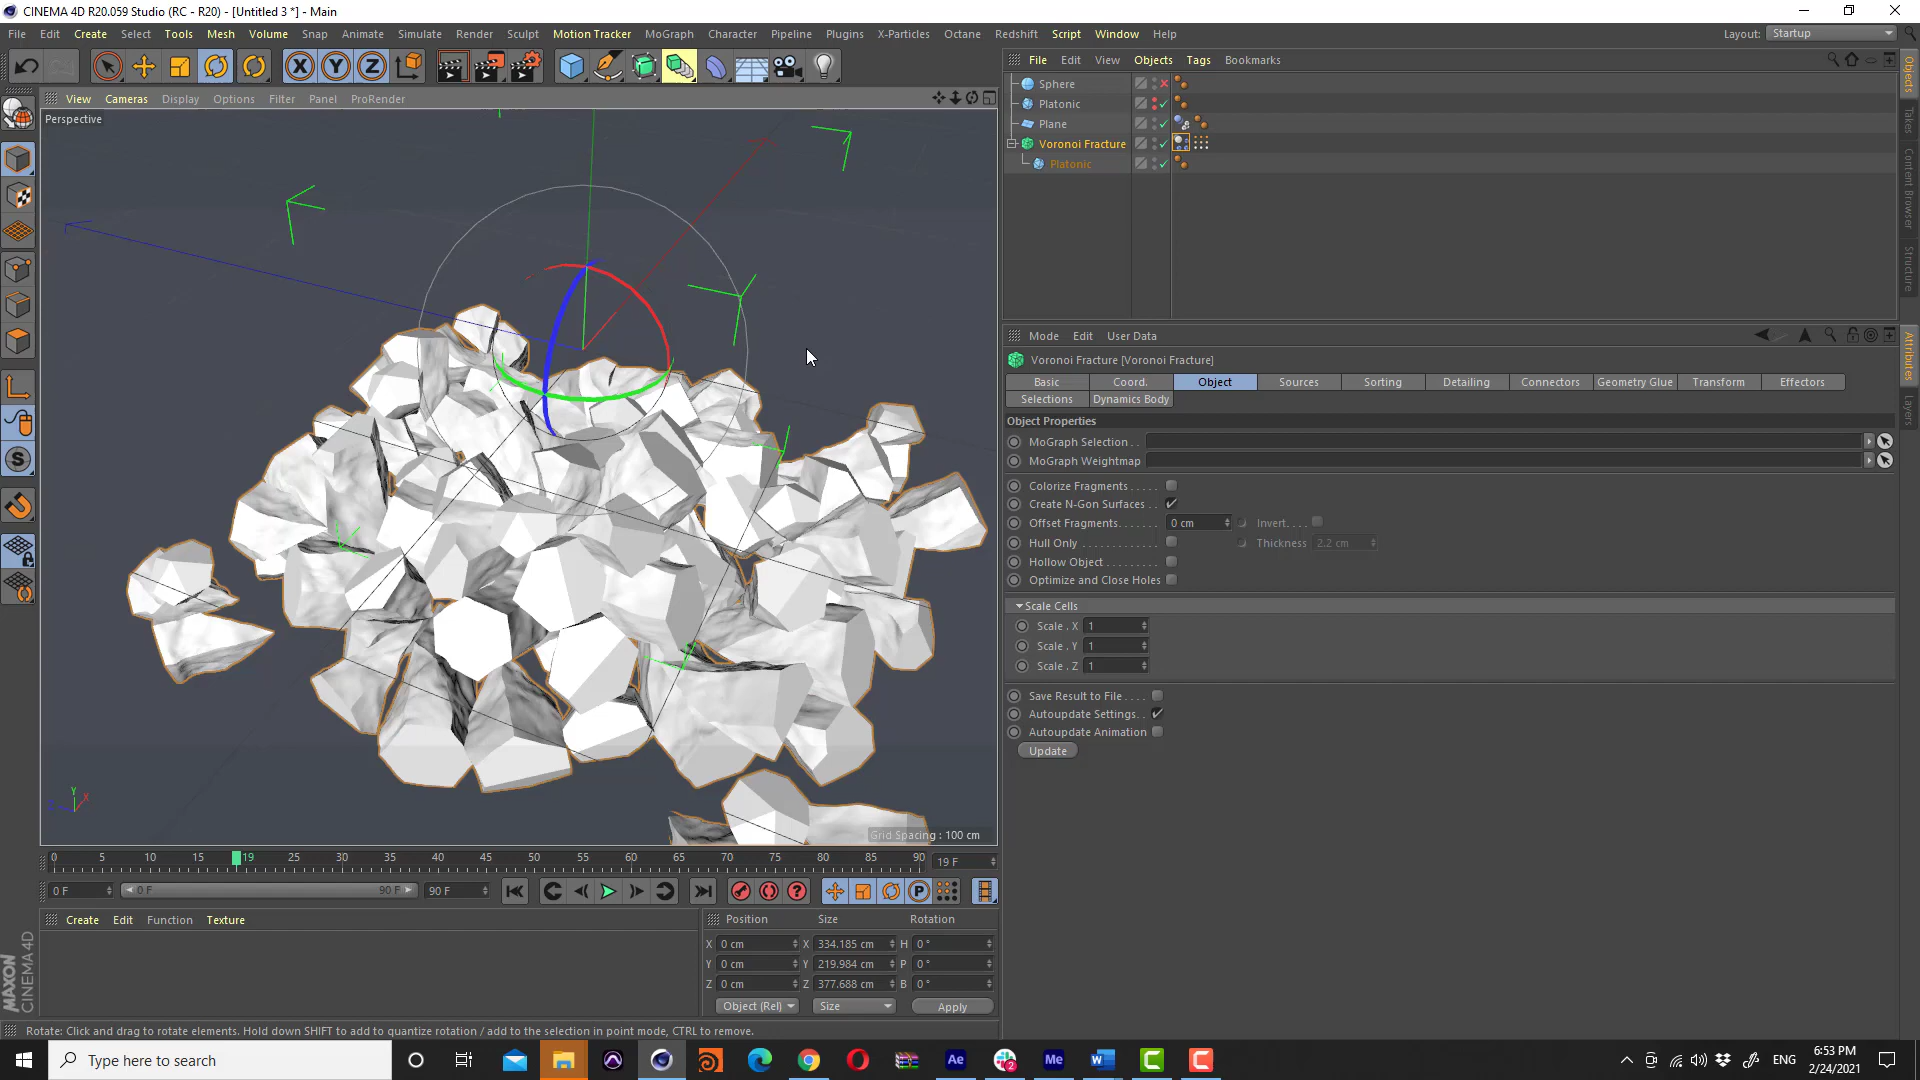 CINEMA 4D R20.059 Studio (RC - R20) - [Untitled 3 *] - Main
File Edit Create Select Tools Mesh Volume Snap Animate Simulate Render Sculpt Motion Tracker MoGraph Character Pipeline Plugins X-Particles Octane Redshift Script Window Help Layout: Startup
View Cameras Display Options Filter Panel ProRender
Perspective
Grid Spacing : 100 cm
Y
X
Z
File Edit View Objects Tags Bookmarks
Sphere
Platonic
Plane
Voronoi Fracture
Platonic
Objects
Takes
Content Browser
Structure
Mode Edit User Data
Voronoi Fracture [Voronoi Fracture]
Basic Coord. Object Sources Sorting Detailing Connectors Geometry Glue Transform Effectors
Selections Dynamics Body
Object Properties
MoGraph Selection . .
MoGraph Weightmap
Colorize Fragments . . . . .
Create N-Gon Surfaces . .
Offset Fragments. . . . . . . 0 cm Invert. . . .
Hull Only . . . . . . . . . . . . . Thickness 2.2 cm
Hollow Object . . . . . . . . .
Optimize and Close Holes
Scale Cells
Scale . X 1
Scale . Y 1
Scale . Z 1
Save Result to File . . . .
Autoupdate Settings. .
Autoupdate Animation
Update
Attributes
Layers
0 5 10 15 19 25 30 35 40 45 50 55 60 65 70 75 80 85 90 19 F
0 F 0 F 90 F 90 F
Create Edit Function Texture
Position Size Rotation
X 0 cm X 334.185 cm H 0 °
Y 0 cm Y 219.984 cm P 0 °
Z 0 cm Z 377.688 cm B 0 °
Object (Rel) Size Apply
MAXON
CINEMA 4D
Rotate: Click and drag to rotate elements. Hold down SHIFT to add to quantize rotation / add to the selection in point mode, CTRL to remove.
Type here to search
Ae
2
Me
W
C
C
ENG
6:53 PM
2/24/2021